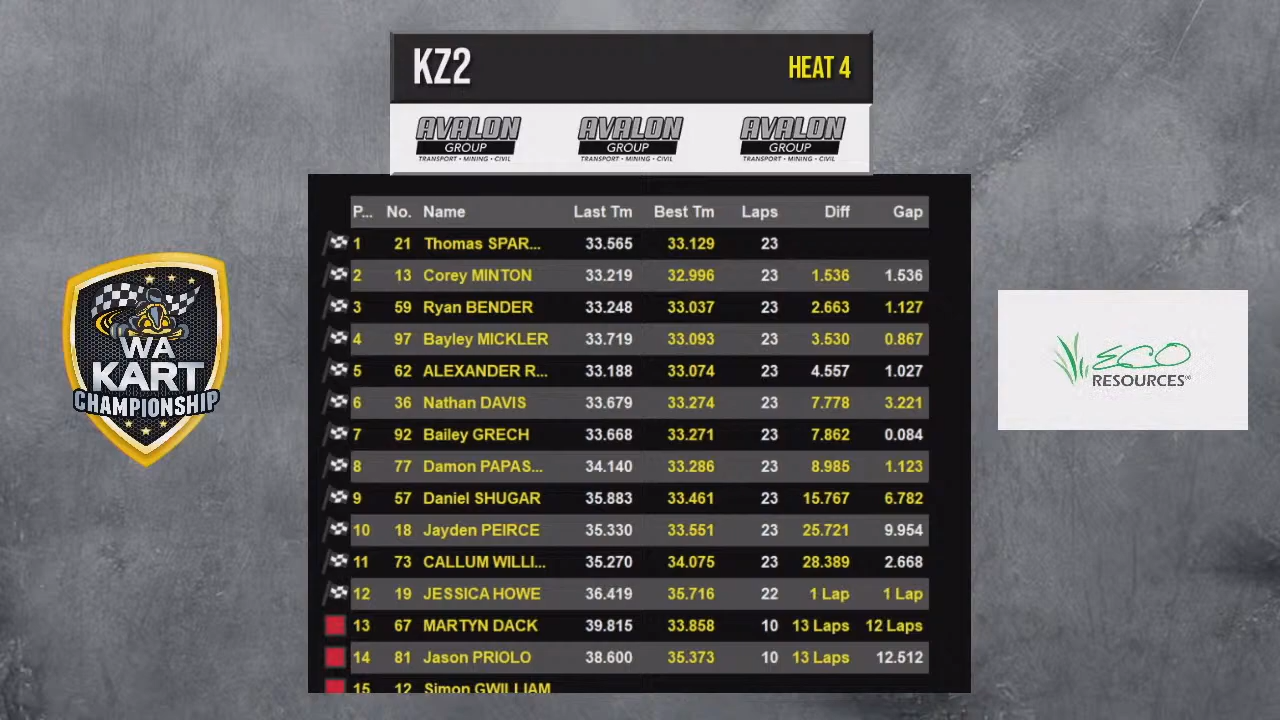 KZ2 HEAT 4
AVALON GROUP TRANSPORT • MINING • CIVIL
AVALON GROUP TRANSPORT • MINING • CIVIL
AVALON GROUP TRANSPORT • MINING • CIVIL
P... No. Name Last Tm Best Tm Laps Diff Gap
1 21 Thomas SPAR... 33.565 33.129 23
2 13 Corey MINTON 33.219 32.996 23 1.536 1.536
3 59 Ryan BENDER 33.248 33.037 23 2.663 1.127
4 97 Bayley MICKLER 33.719 33.093 23 3.530 0.867
5 62 ALEXANDER R... 33.188 33.074 23 4.557 1.027
6 36 Nathan DAVIS 33.679 33.274 23 7.778 3.221
7 92 Bailey GRECH 33.668 33.271 23 7.862 0.084
8 77 Damon PAPAS... 34.140 33.286 23 8.985 1.123
9 57 Daniel SHUGAR 35.883 33.461 23 15.767 6.782
10 18 Jayden PEIRCE 35.330 33.551 23 25.721 9.954
11 73 CALLUM WILLI... 35.270 34.075 23 28.389 2.668
12 19 JESSICA HOWE 36.419 35.716 22 1 Lap 1 Lap
13 67 MARTYN DACK 39.815 33.858 10 13 Laps 12 Laps
14 81 Jason PRIOLO 38.600 35.373 10 13 Laps 12.512
15 12 Simon GWILLIAM
WA
KART
CHAMPIONSHIP
ECO
RESOURCES